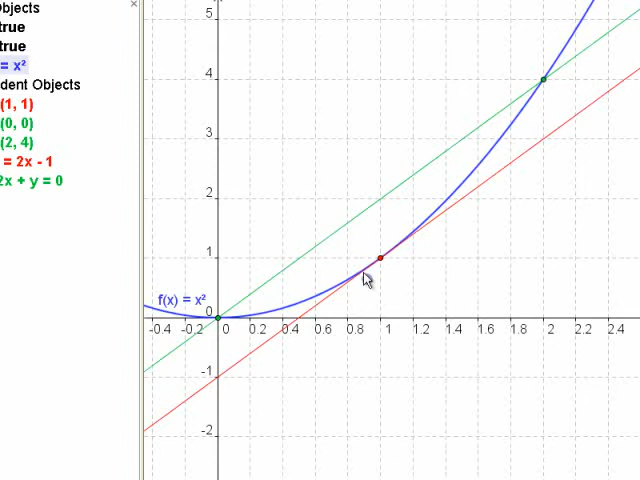 bjects
true
true
= x²
dent Objects
(1, 1)
(0, 0)
(2, 4)
= 2x - 1
2x + y = 0
5
4
3
2
1
0
-1
-2
f(x) = x²
-0.4 -0.2 0 0.2 0.4 0.6 0.8 1 1.2 1.4 1.6 1.8 2 2.2 2.4